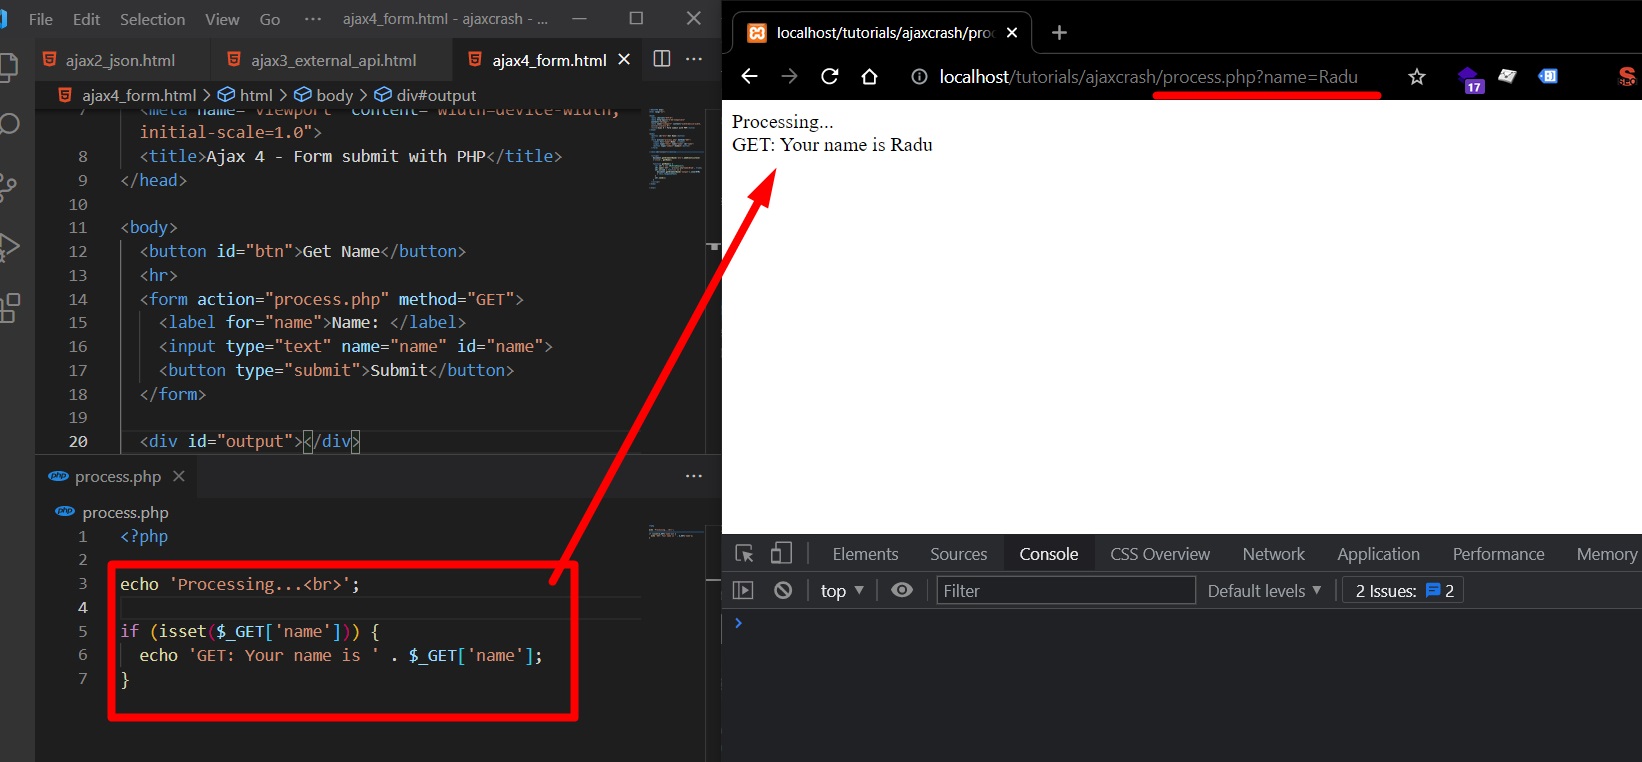 File Edit Selection View Go ··· ajax4_form.html - ajaxcrash - ...
ajax2_json.html ajax3_external_api.html ajax4_form.html
ajax4_form.html > html > body > div#output
7 <meta name="viewport" content="width=device-width,
initial-scale=1.0">
8 <title>Ajax 4 - Form submit with PHP</title>
9 </head>
10
11 <body>
12 <button id="btn">Get Name</button>
13 <hr>
14 <form action="process.php" method="GET">
15 <label for="name">Name: </label>
16 <input type="text" name="name" id="name">
17 <button type="submit">Submit</button>
18 </form>
19
20 <div id="output"></div>
process.php
process.php
1 <?php
2
3 echo 'Processing...<br>';
4
5 if (isset($_GET['name'])) {
6 echo 'GET: Your name is ' . $_GET['name'];
7 }
localhost/tutorials/ajaxcrash/proc
localhost/tutorials/ajaxcrash/process.php?name=Radu
17
SEO
Processing...
GET: Your name is Radu
Elements Sources Console CSS Overview Network Application Performance Memory
top Filter Default levels 2 Issues: 2